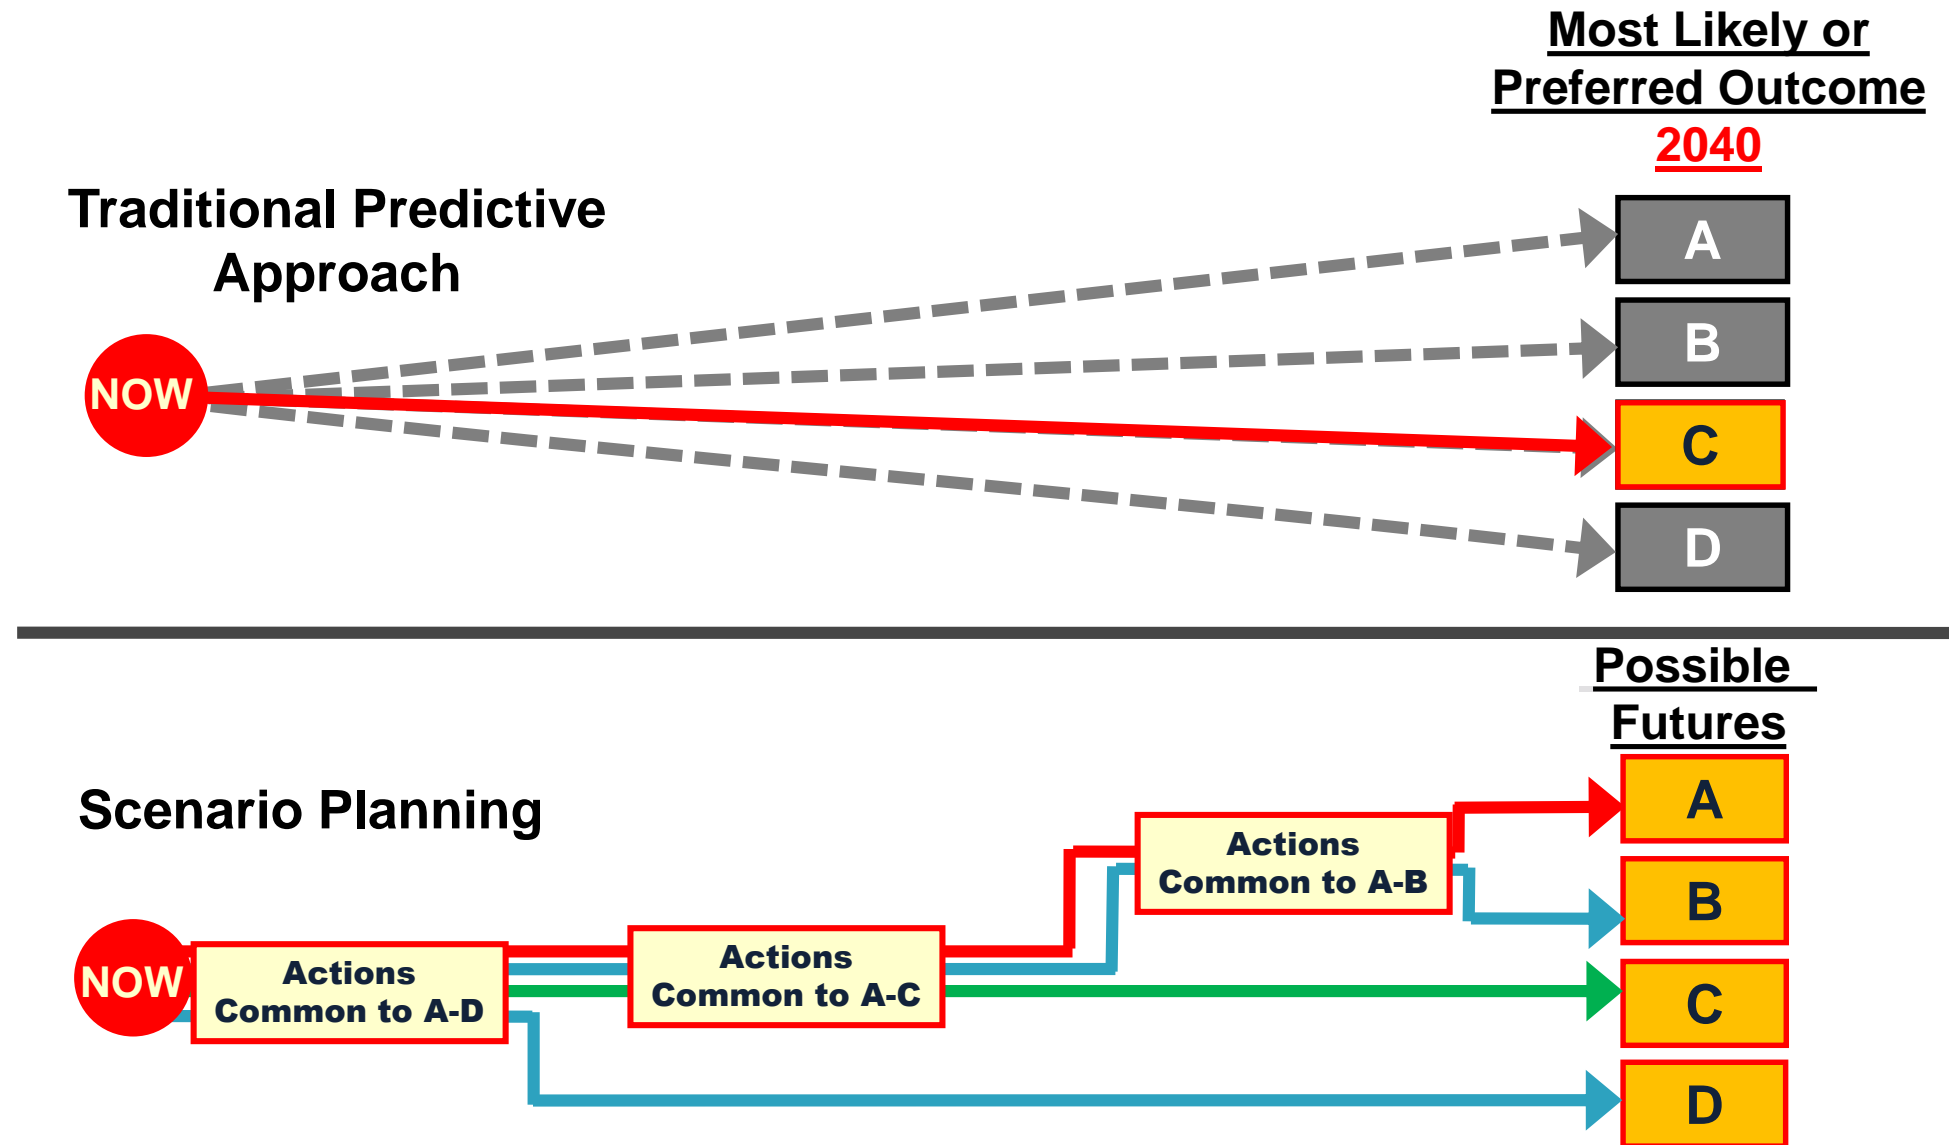 Most Likely or
Preferred Outcome
2040
Traditional Predictive
Approach
NOW
A
B
C
D
Possible
Futures
Scenario Planning
NOW
Actions
Common to A-D
Actions
Common to A-C
Actions
Common to A-B
A
B
C
D